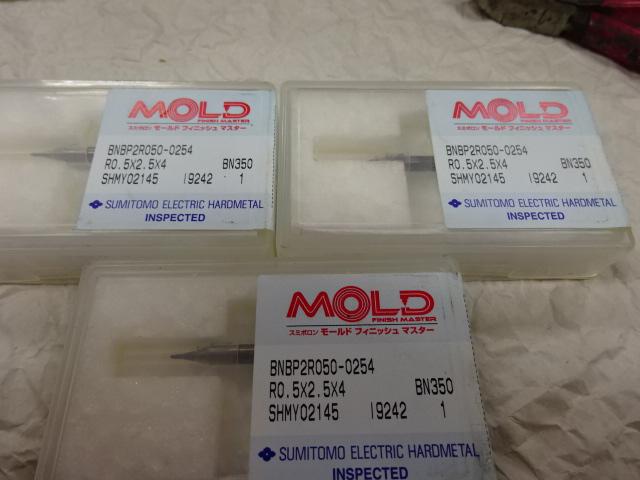 MOLD
FINISH MASTER
スミボロン モールド フィニッシュ マスター
BNBP2R050-0254
R0.5X2.5X4 BN350
SHMY02145 I9242 1
SUMITOMO ELECTRIC HARDMETAL
INSPECTED
MOLD
FINISH MASTER
スミボロン モールド フィニッシュ マスター
BNBP2R050-0254
R0.5X2.5X4 BN350
SHMY02145 I9242 1
SUMITOMO ELECTRIC HARDMETAL
INSPECTED
MOLD
FINISH MASTER
スミボロン モールド フィニッシュ マスター
BNBP2R050-0254
R0.5X2.5X4 BN350
SHMY02145 I9242 1
SUMITOMO ELECTRIC HARDMETAL
INSPECTED